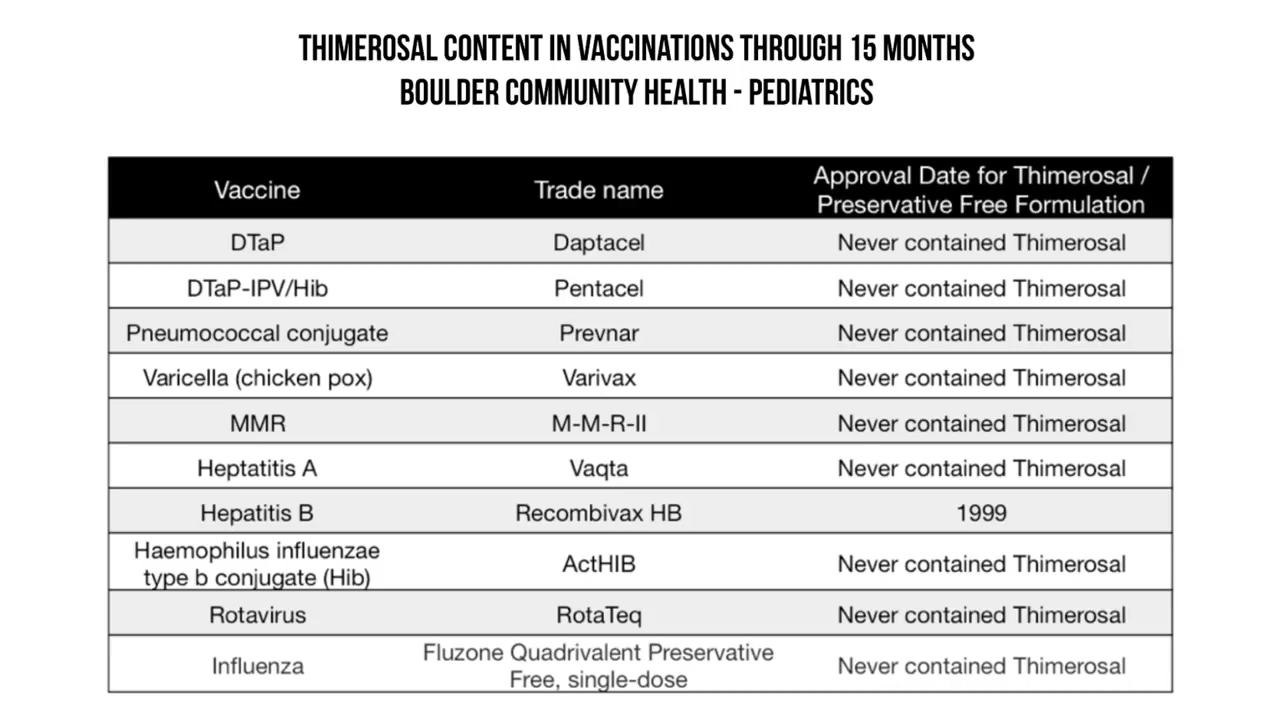 THIMEROSAL CONTENT IN VACCINATIONS THROUGH 15 MONTHS
BOULDER COMMUNITY HEALTH - PEDIATRICS
Vaccine Trade name Approval Date for Thimerosal / Preservative Free Formulation
DTaP Daptacel Never contained Thimerosal
DTaP-IPV/Hib Pentacel Never contained Thimerosal
Pneumococcal conjugate Prevnar Never contained Thimerosal
Varicella (chicken pox) Varivax Never contained Thimerosal
MMR M-M-R-II Never contained Thimerosal
Heptatitis A Vaqta Never contained Thimerosal
Hepatitis B Recombivax HB 1999
Haemophilus influenzae type b conjugate (Hib) ActHIB Never contained Thimerosal
Rotavirus RotaTeq Never contained Thimerosal
Influenza Fluzone Quadrivalent Preservative Free, single-dose Never contained Thimerosal